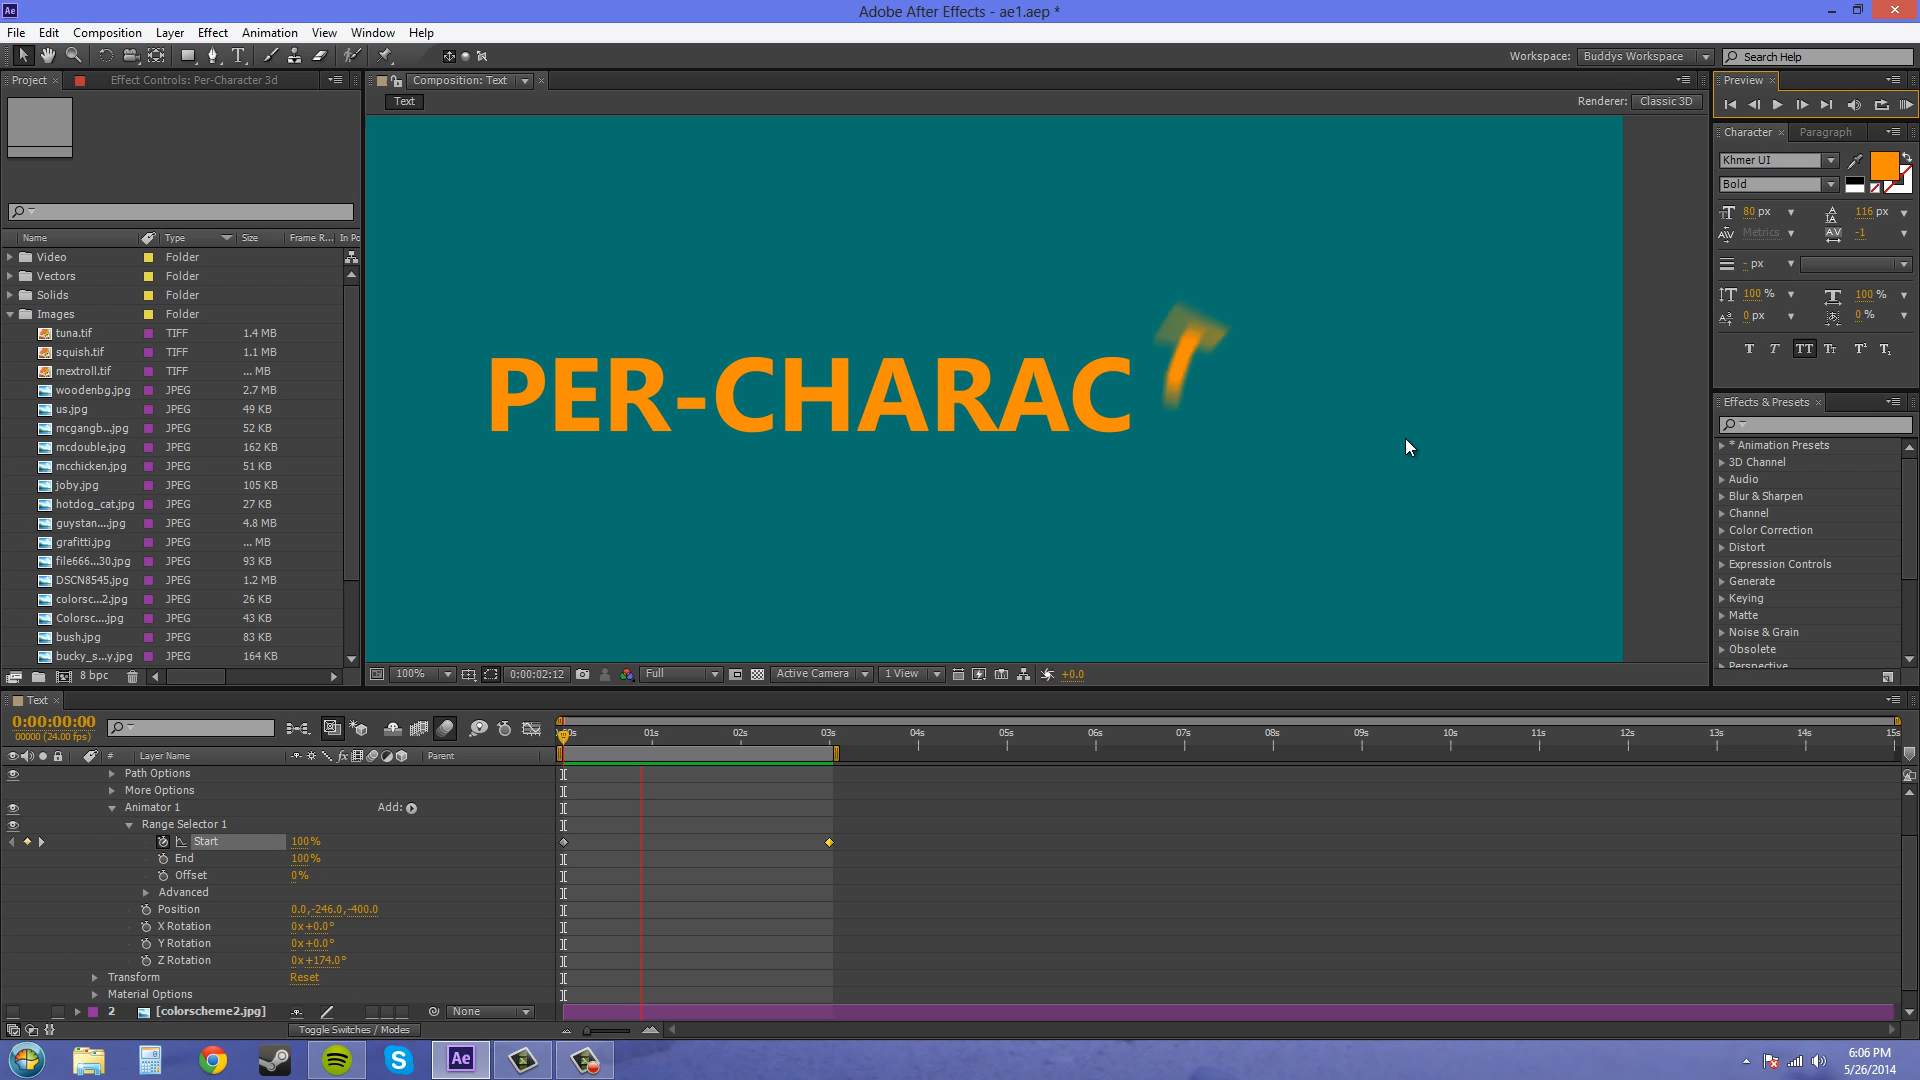 Ae
Adobe After Effects - ae1.aep *
File Edit Composition Layer Effect Animation View Window Help
Workspace: Buddys Workspace Search Help
Project × Effect Controls: Per-Character 3d
Composition: Text ×
Preview ×
Text
Renderer: Classic 3D
Character × Paragraph
Khmer UI
Bold
80 px 116 px
Metrics -1
- px
100 % 100 %
0 px 0 %
T T TT Tr T¹ T₁
Effects & Presets ×
* Animation Presets
3D Channel
Audio
Blur & Sharpen
Channel
Color Correction
Distort
Expression Controls
Generate
Keying
Matte
Noise & Grain
Obsolete
Perspective
Name Type Size Frame R... In Po
Video Folder
Vectors Folder
Solids Folder
Images Folder
tuna.tif TIFF 1.4 MB
squish.tif TIFF 1.1 MB
mextroll.tif TIFF ... MB
woodenbg.jpg JPEG 2.7 MB
us.jpg JPEG 49 KB
mcgangb...jpg JPEG 52 KB
mcdouble.jpg JPEG 162 KB
mcchicken.jpg JPEG 51 KB
joby.jpg JPEG 105 KB
hotdog_cat.jpg JPEG 27 KB
guystan....jpg JPEG 4.8 MB
grafitti.jpg JPEG ... MB
file666...30.jpg JPEG 93 KB
DSCN8545.jpg JPEG 1.2 MB
colorsc...2.jpg JPEG 26 KB
Colorsc....jpg JPEG 43 KB
bush.jpg JPEG 83 KB
bucky_s...y.jpg JPEG 164 KB
8 bpc
PER-CHARACT
100% 0:00:02:12 Full Active Camera 1 View +0.0
Text ×
0:00:00:00
00000 (24.00 fps)
01s 02s 03s 04s 05s 06s 07s 08s 09s 10s 11s 12s 13s 14s 15s
# Layer Name Parent
Path Options
More Options
Animator 1 Add:
Range Selector 1
Start 100%
End 100%
Offset 0%
Advanced
Position 0.0,-246.0,-400.0
X Rotation 0x+0.0°
Y Rotation 0x+0.0°
Z Rotation 0x+174.0°
Transform Reset
Material Options
2 [colorscheme2.jpg] None
Toggle Switches / Modes
Ae
6:06 PM
5/26/2014